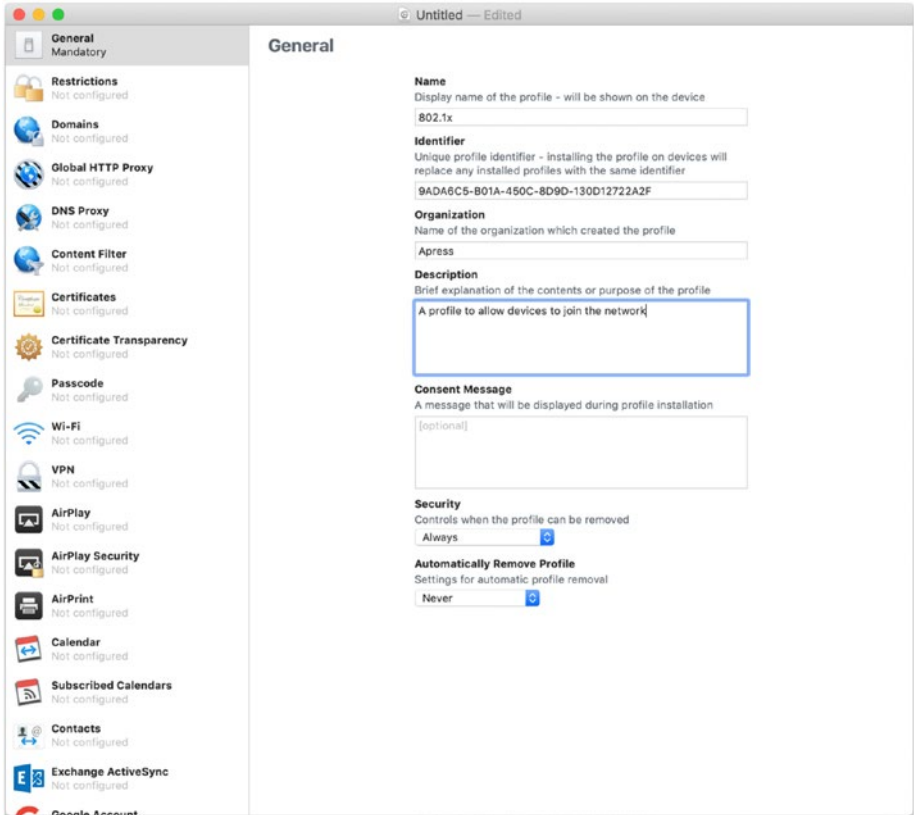 Untitled — Edited
General
Mandatory
Restrictions
Not configured
Domains
Not configured
Global HTTP Proxy
Not configured
DNS Proxy
Not configured
Content Filter
Not configured
Certificates
Not configured
Certificate Transparency
Not configured
Passcode
Not configured
Wi-Fi
Not configured
VPN
Not configured
AirPlay
Not configured
AirPlay Security
Not configured
AirPrint
Not configured
Calendar
Not configured
Subscribed Calendars
Not configured
Contacts
Not configured
Exchange ActiveSync
Not configured
Google Account
General
Name
Display name of the profile - will be shown on the device
802.1x
Identifier
Unique profile identifier - installing the profile on devices will
replace any installed profiles with the same identifier
9ADA6C5-B01A-450C-8D9D-130D12722A2F
Organization
Name of the organization which created the profile
Apress
Description
Brief explanation of the contents or purpose of the profile
A profile to allow devices to join the network
Consent Message
A message that will be displayed during profile installation
[optional]
Security
Controls when the profile can be removed
Always
Automatically Remove Profile
Settings for automatic profile removal
Never